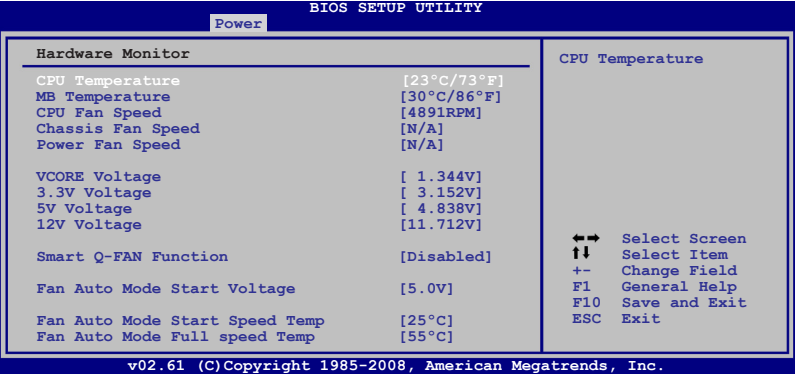 BIOS SETUP UTILITY
Power
Hardware Monitor
CPU Temperature [23°C/73°F]
MB Temperature [30°C/86°F]
CPU Fan Speed [4891RPM]
Chassis Fan Speed [N/A]
Power Fan Speed [N/A]
VCORE Voltage [ 1.344V]
3.3V Voltage [ 3.152V]
5V Voltage [ 4.838V]
12V Voltage [11.712V]
Smart Q-FAN Function [Disabled]
Fan Auto Mode Start Voltage [5.0V]
Fan Auto Mode Start Speed Temp [25°C]
Fan Auto Mode Full speed Temp [55°C]
CPU Temperature
←→ Select Screen
↑↓ Select Item
+- Change Field
F1 General Help
F10 Save and Exit
ESC Exit
v02.61 (C)Copyright 1985-2008, American Megatrends, Inc.